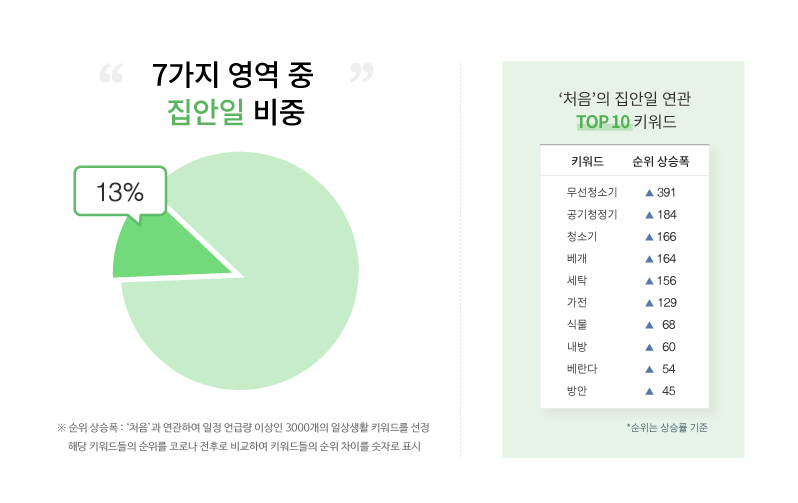 “ 7가지 영역 중 ”
집안일 비중
13%
※ 순위 상승폭 : ‘처음’과 연관하여 일정 언급량 이상인 3000개의 일상생활 키워드를 선정
해당 키워드들의 순위를 코로나 전후로 비교하여 키워드들의 순위 차이를 숫자로 표시
‘처음’의 집안일 연관
TOP 10 키워드
키워드 순위 상승폭
무선청소기 ▲ 391
공기청정기 ▲ 184
청소기 ▲ 166
베개 ▲ 164
세탁 ▲ 156
가전 ▲ 129
식물 ▲ 68
내방 ▲ 60
베란다 ▲ 54
방안 ▲ 45
*순위는 상승률 기준